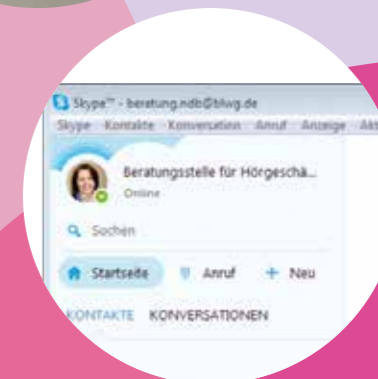 Skype™ - beratung.ndb@blwg.de
Skype Kontakte Konversation Anruf Anzeige
Beratungsstelle für Hörgeschä...
Online
Suchen
Startseite Anruf + Neu
KONTAKTE KONVERSATIONEN